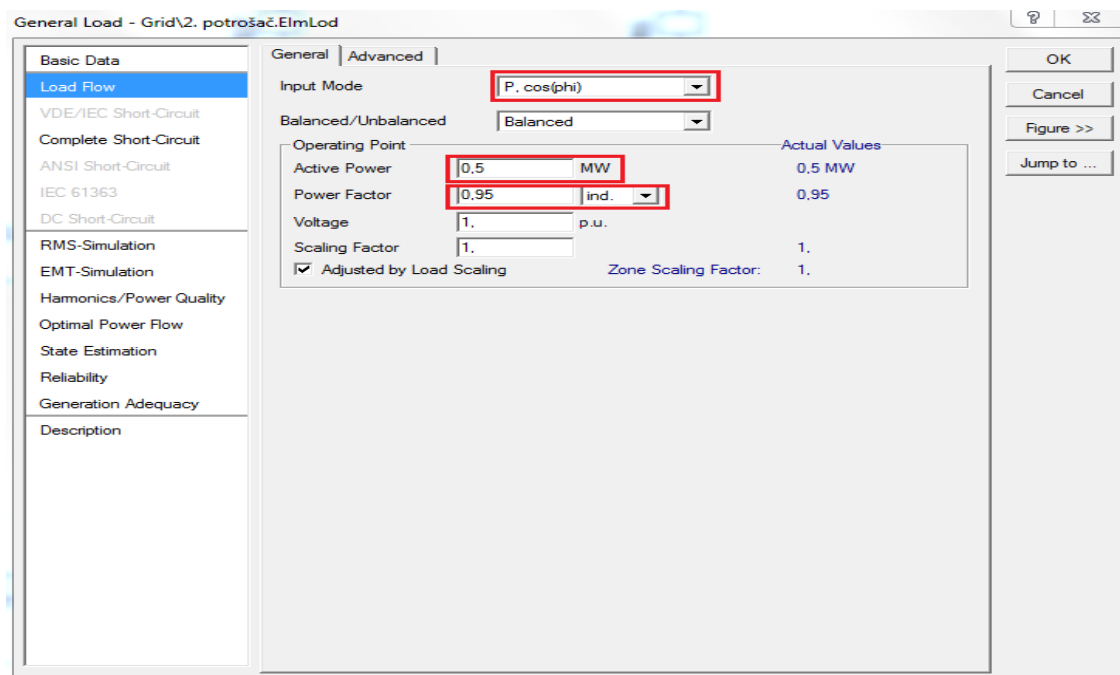 General Load - Grid\2. potrošač.ElmLod
Basic Data
Load Flow
VDE/IEC Short-Circuit
Complete Short-Circuit
ANSI Short-Circuit
IEC 61363
DC Short-Circuit
RMS-Simulation
EMT-Simulation
Harmonics/Power Quality
Optimal Power Flow
State Estimation
Reliability
Generation Adequacy
Description
General Advanced
Input Mode P, cos(phi)
Balanced/Unbalanced Balanced
Operating Point Actual Values
Active Power 0,5 MW 0,5 MW
Power Factor 0,95 ind. 0,95
Voltage 1, p.u.
Scaling Factor 1, 1,
Adjusted by Load Scaling Zone Scaling Factor: 1,
OK
Cancel
Figure >>
Jump to ...